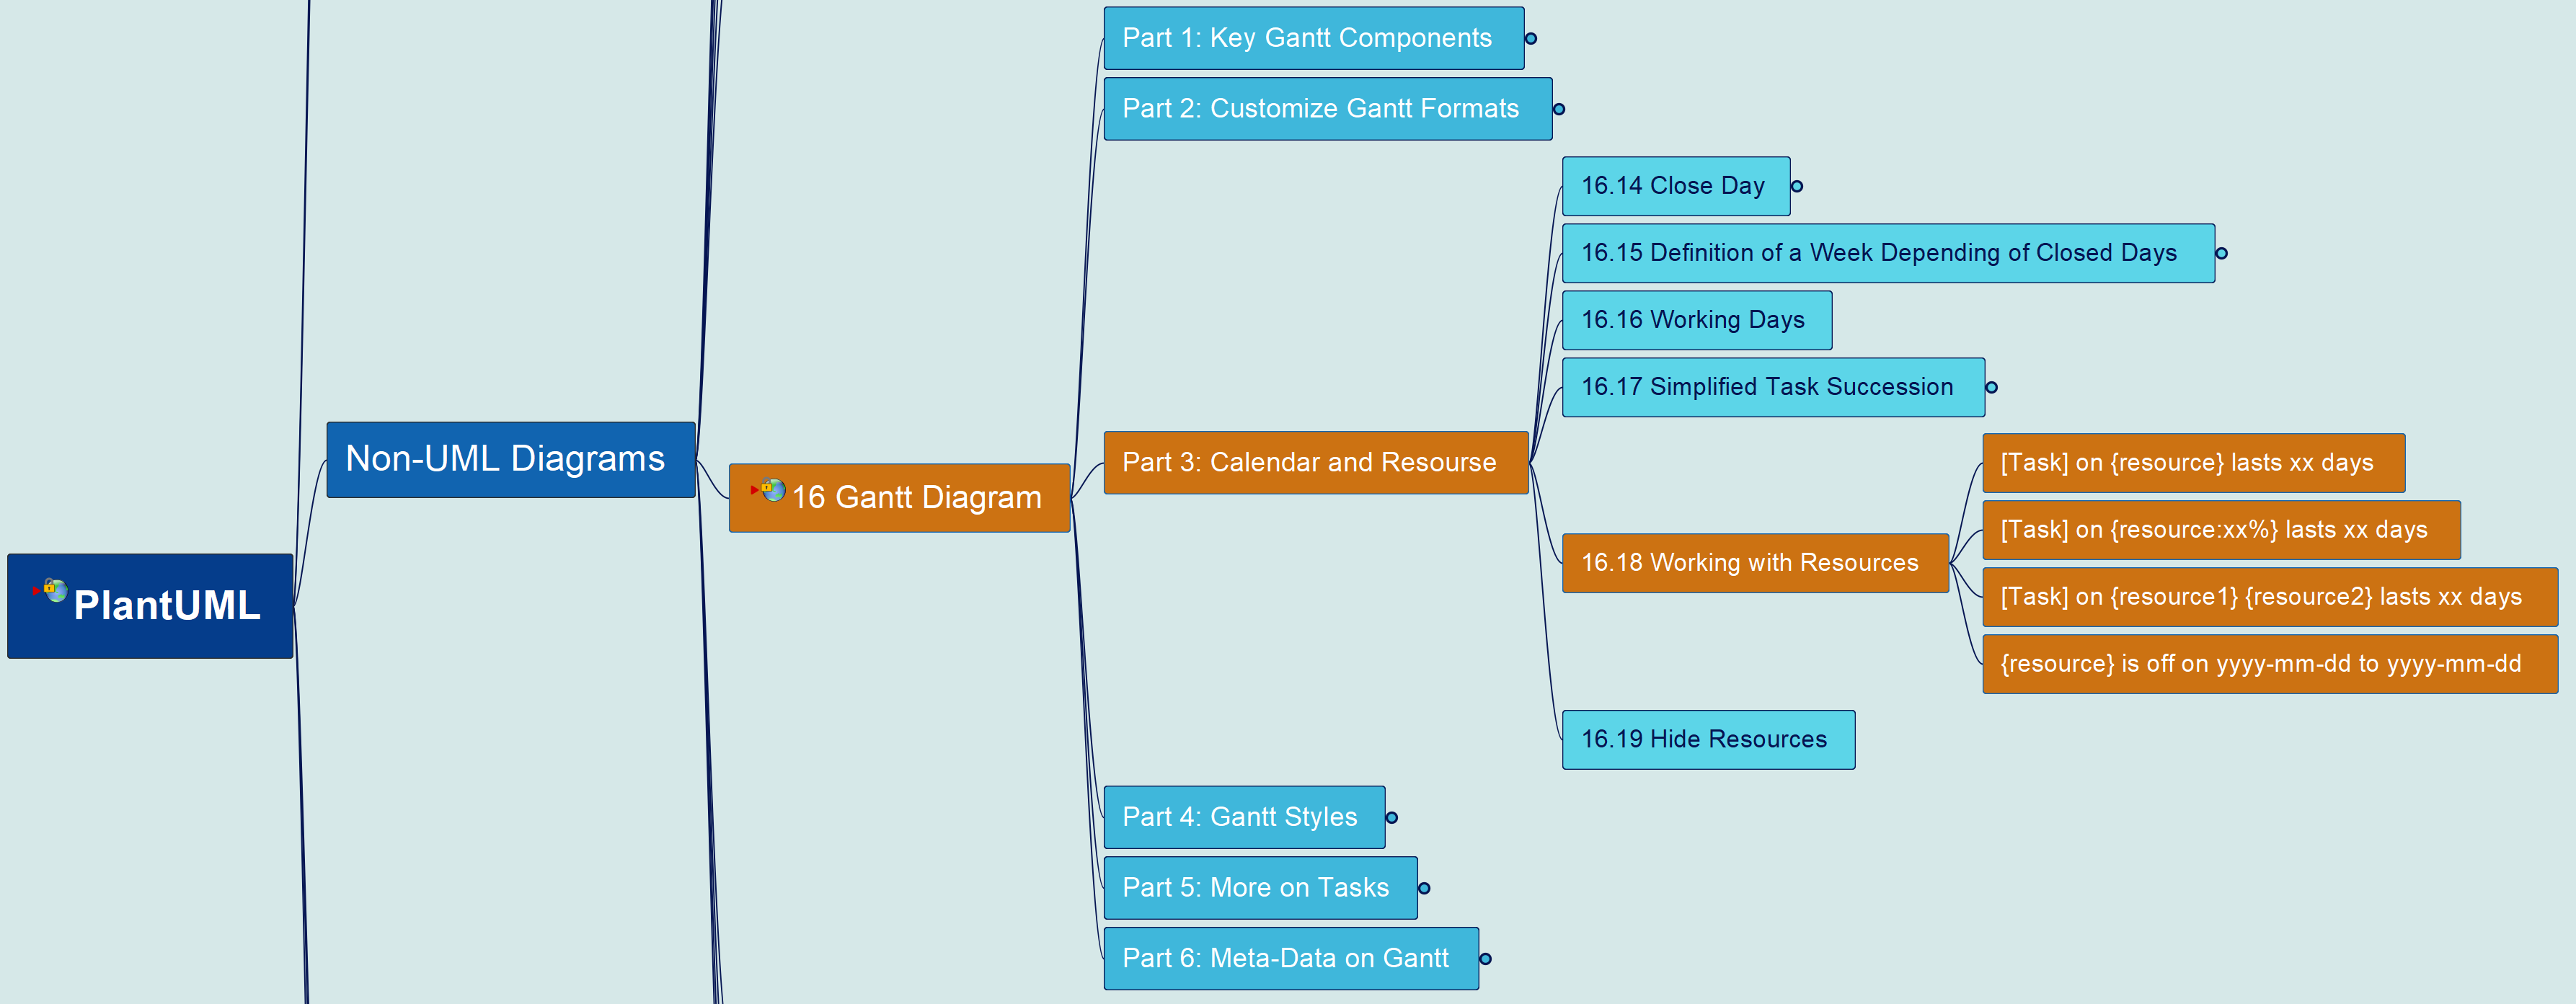 PlantUML
Non-UML Diagrams
16 Gantt Diagram
Part 1: Key Gantt Components
Part 2: Customize Gantt Formats
Part 3: Calendar and Resourse
16.14 Close Day
16.15 Definition of a Week Depending of Closed Days
16.16 Working Days
16.17 Simplified Task Succession
16.18 Working with Resources
[Task] on {resource} lasts xx days
[Task] on {resource:xx%} lasts xx days
[Task] on {resource1} {resource2} lasts xx days
{resource} is off on yyyy-mm-dd to yyyy-mm-dd
16.19 Hide Resources
Part 4: Gantt Styles
Part 5: More on Tasks
Part 6: Meta-Data on Gantt